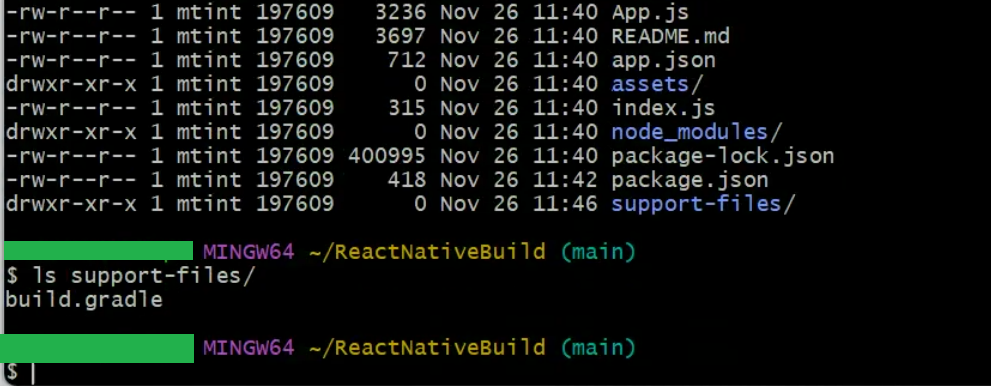 -rw-r--r-- 1 mtint 197609   3236 Nov 26 11:40 App.js
-rw-r--r-- 1 mtint 197609   3697 Nov 26 11:40 README.md
-rw-r--r-- 1 mtint 197609    712 Nov 26 11:40 app.json
drwxr-xr-x 1 mtint 197609      0 Nov 26 11:40 assets/
-rw-r--r-- 1 mtint 197609    315 Nov 26 11:40 index.js
drwxr-xr-x 1 mtint 197609      0 Nov 26 11:40 node_modules/
-rw-r--r-- 1 mtint 197609 400995 Nov 26 11:40 package-lock.json
-rw-r--r-- 1 mtint 197609    418 Nov 26 11:42 package.json
drwxr-xr-x 1 mtint 197609      0 Nov 26 11:46 support-files/
MINGW64 ~/ReactNativeBuild (main)
$ ls support-files/
build.gradle
MINGW64 ~/ReactNativeBuild (main)
$